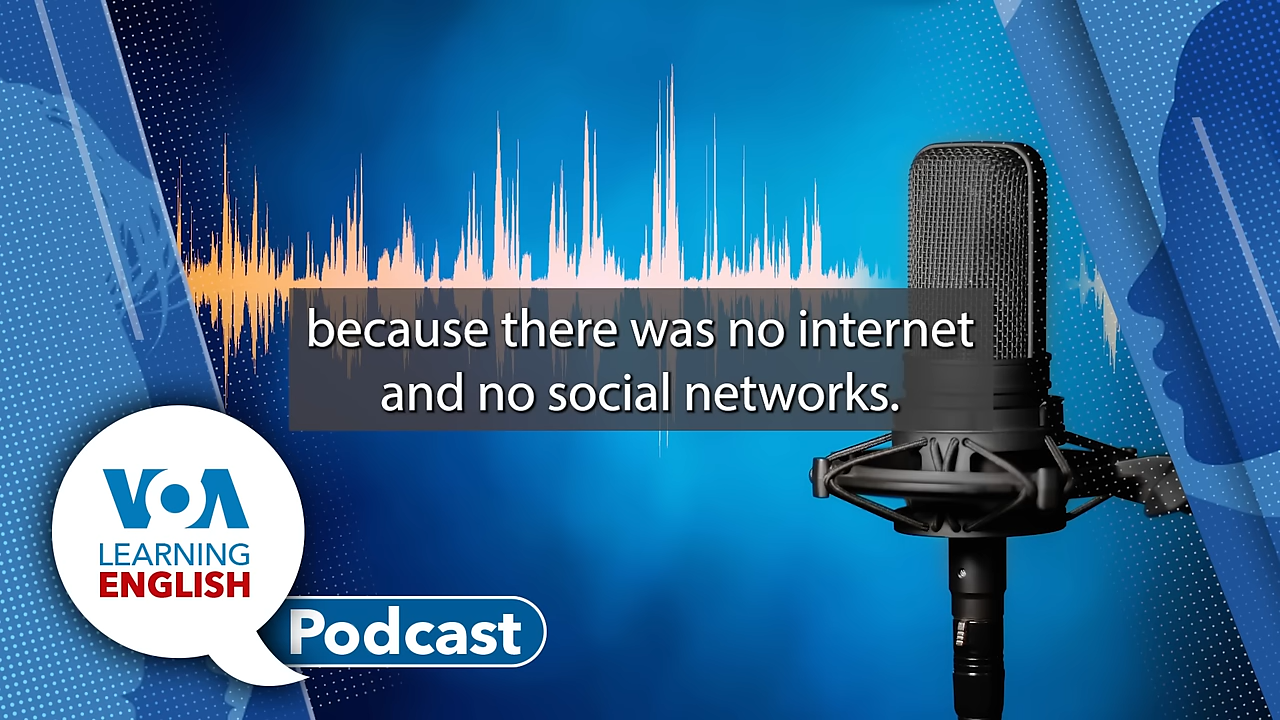 because there was no internet
and no social networks.
VOA
LEARNING
ENGLISH
Podcast